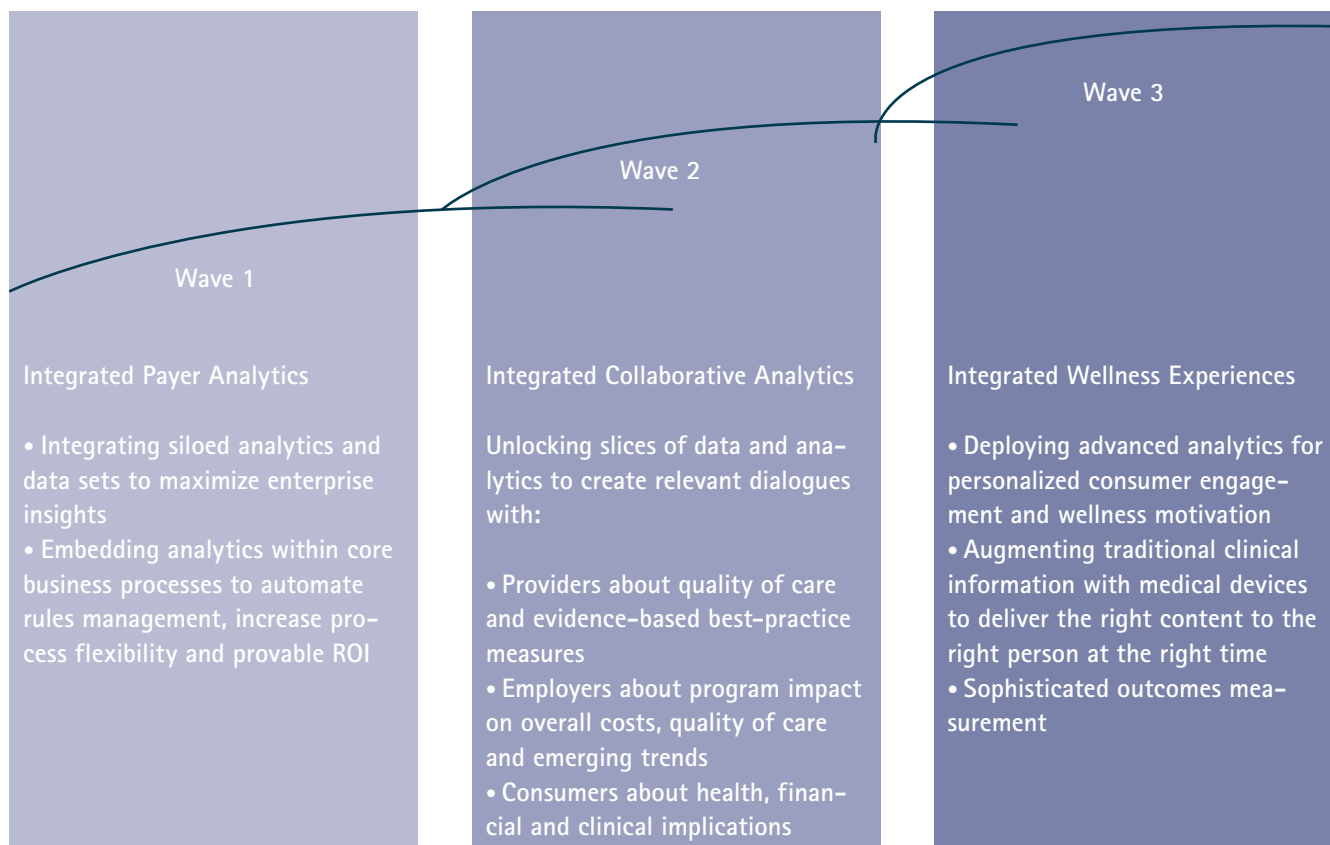 Wave 1
Integrated Payer Analytics
• Integrating siloed analytics and
data sets to maximize enterprise
insights
• Embedding analytics within core
business processes to automate
rules management, increase pro-
cess flexibility and provable ROI
Wave 2
Integrated Collaborative Analytics
Unlocking slices of data and ana-
lytics to create relevant dialogues
with:
• Providers about quality of care
and evidence-based best-practice
measures
• Employers about program impact
on overall costs, quality of care
and emerging trends
• Consumers about health, finan-
cial and clinical implications
Wave 3
Integrated Wellness Experiences
• Deploying advanced analytics for
personalized consumer engage-
ment and wellness motivation
• Augmenting traditional clinical
information with medical devices
to deliver the right content to the
right person at the right time
• Sophisticated outcomes mea-
surement